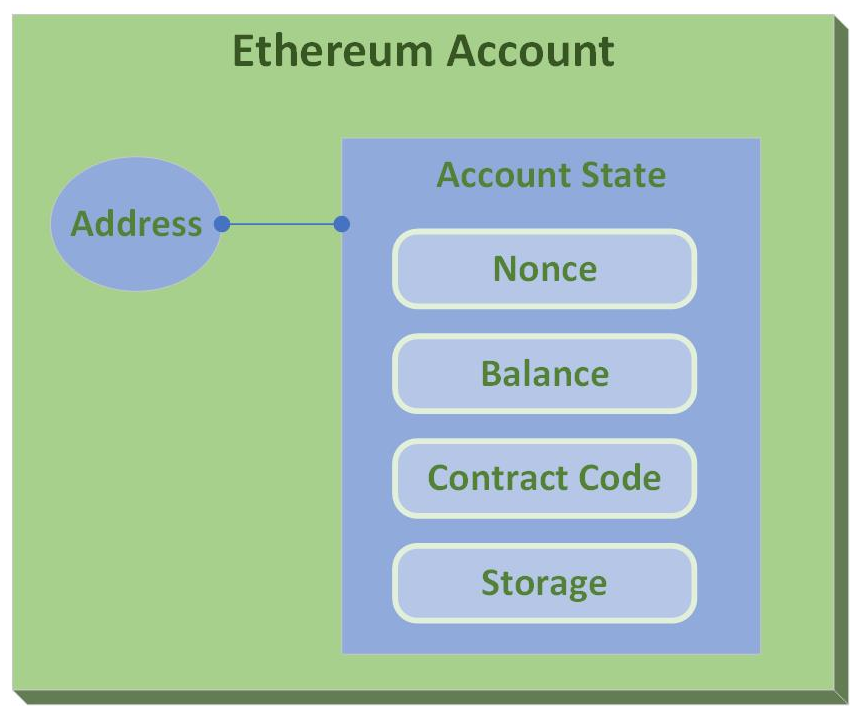 Ethereum Account
Address
Account State
Nonce
Balance
Contract Code
Storage